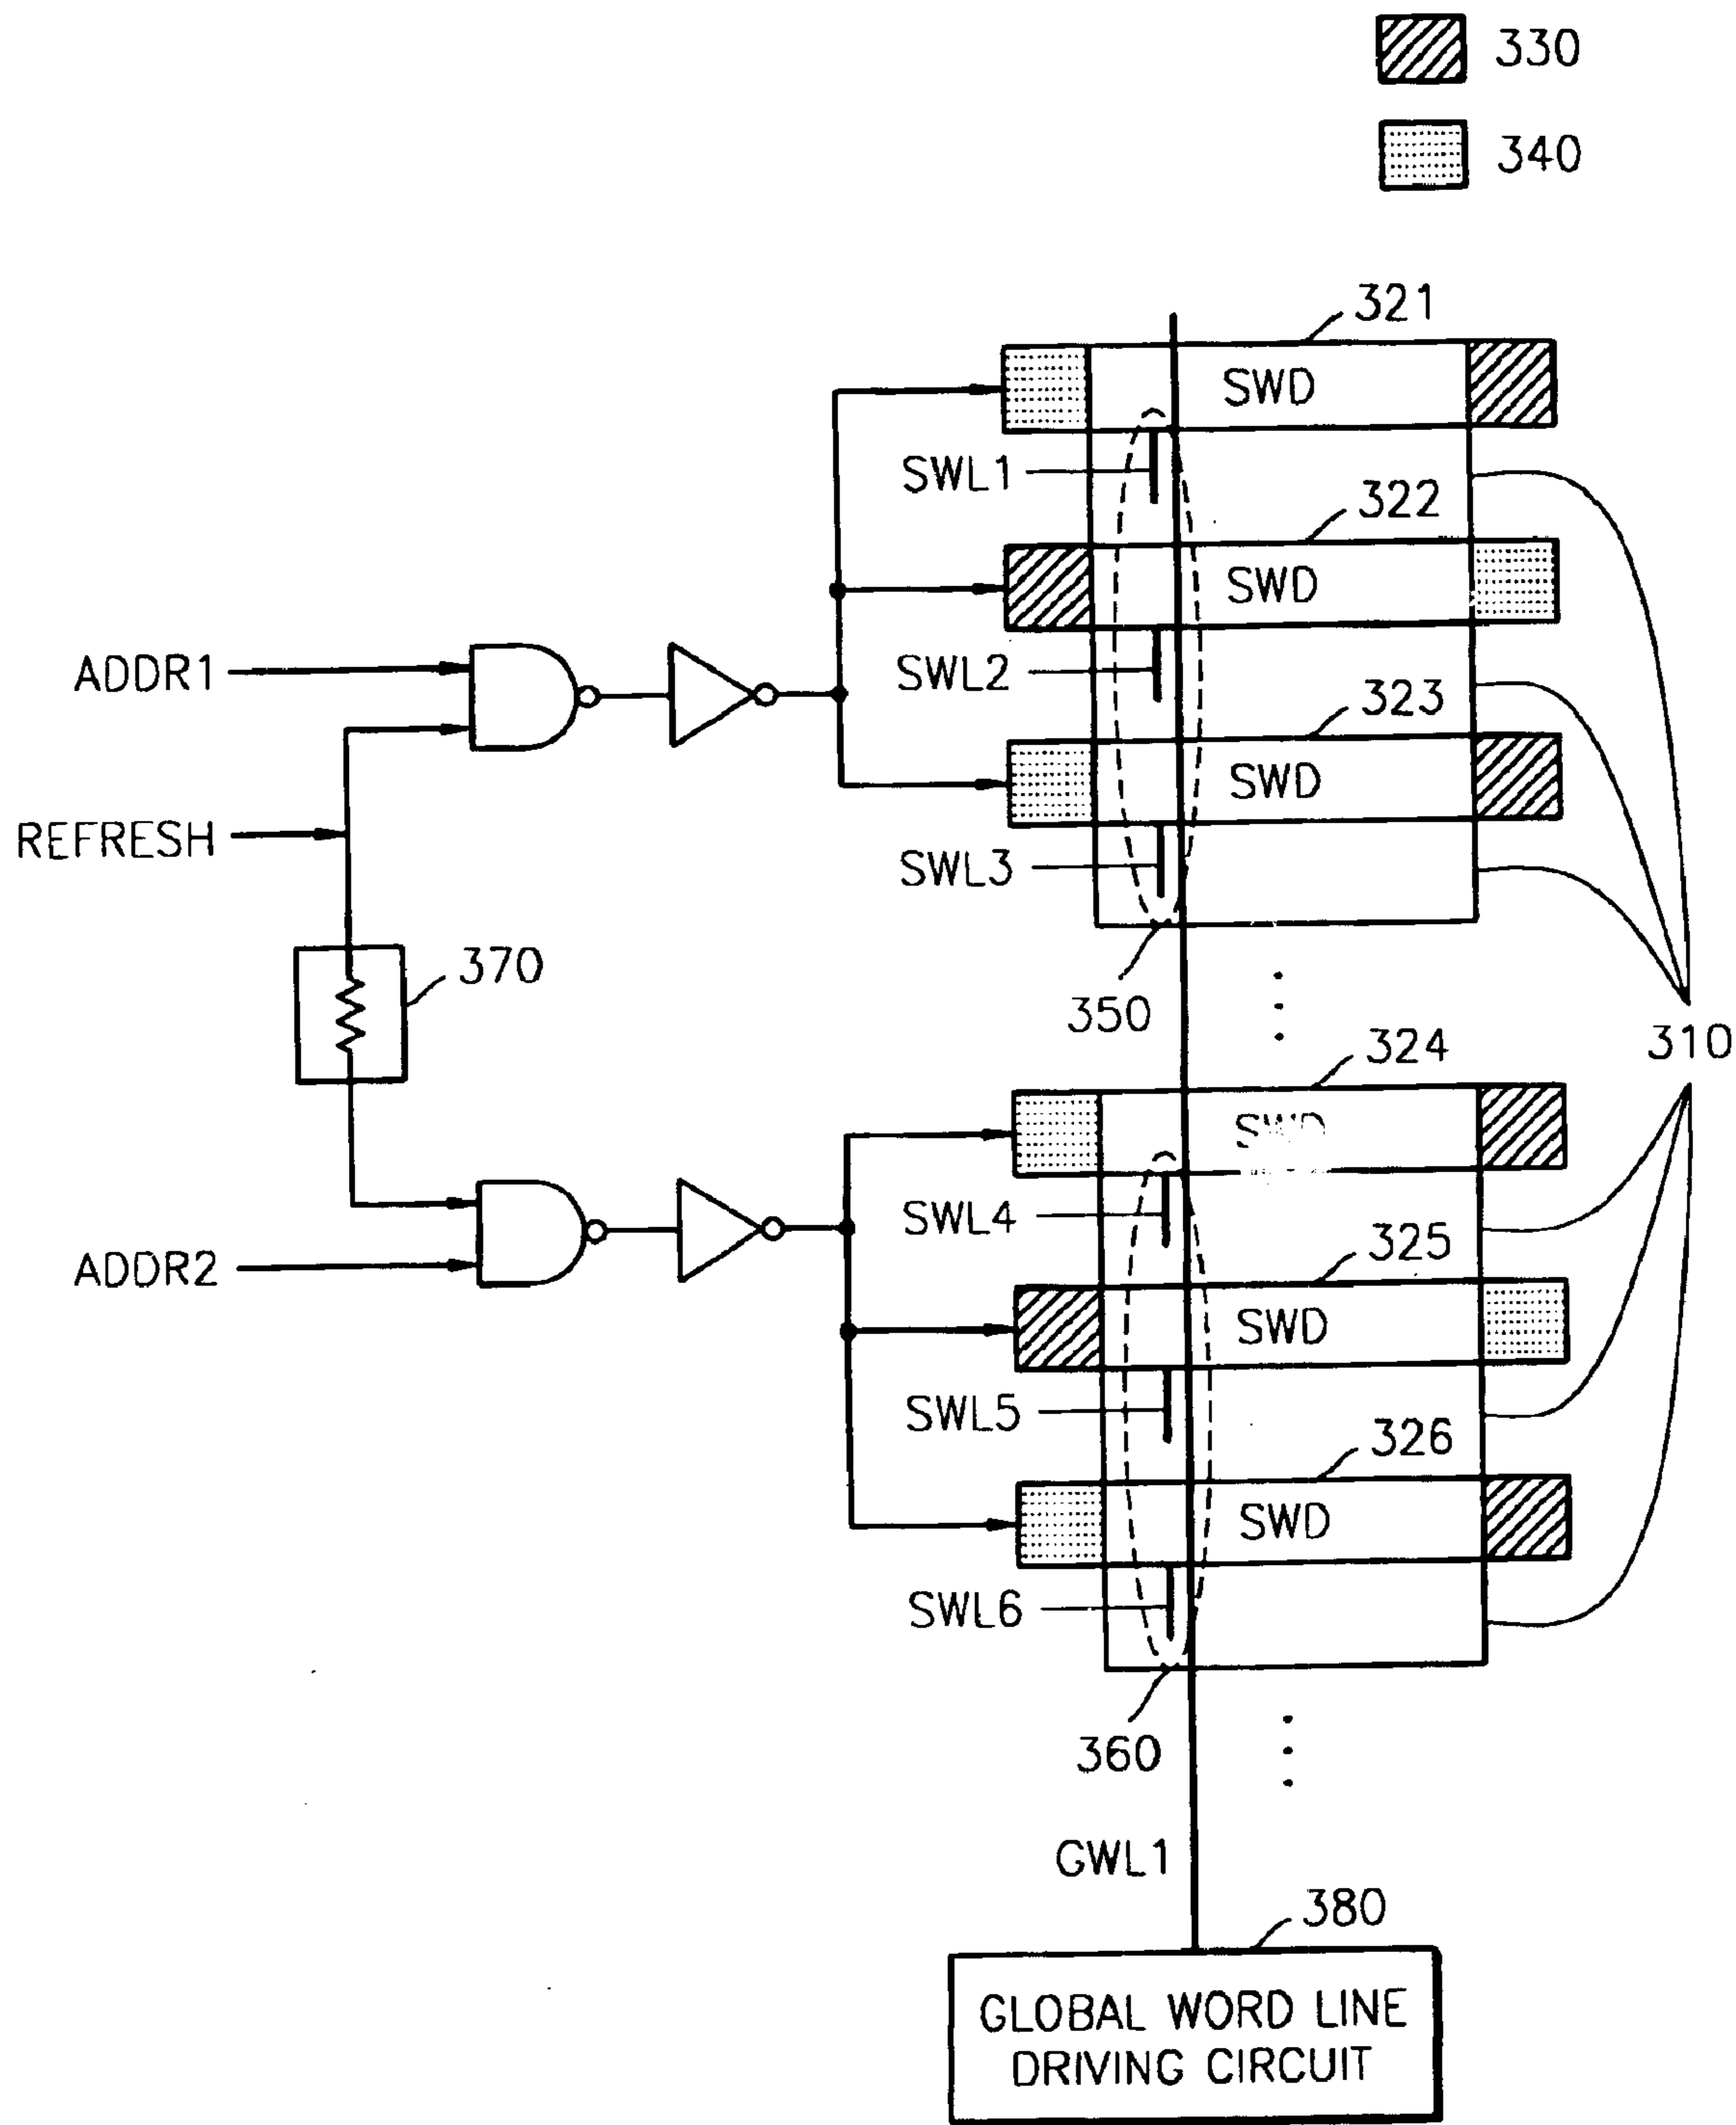 330
340
321
SWD
SWL1
322
SWD
ADDR1
SWL2
323
SWD
REFRESH
SWL3
370
350
310
324
SWD
SWL4
ADDR2
325
SWD
SWL5
326
SWD
SWL6
360
GWL1
380
GLOBAL WORD LINE
DRIVING CIRCUIT